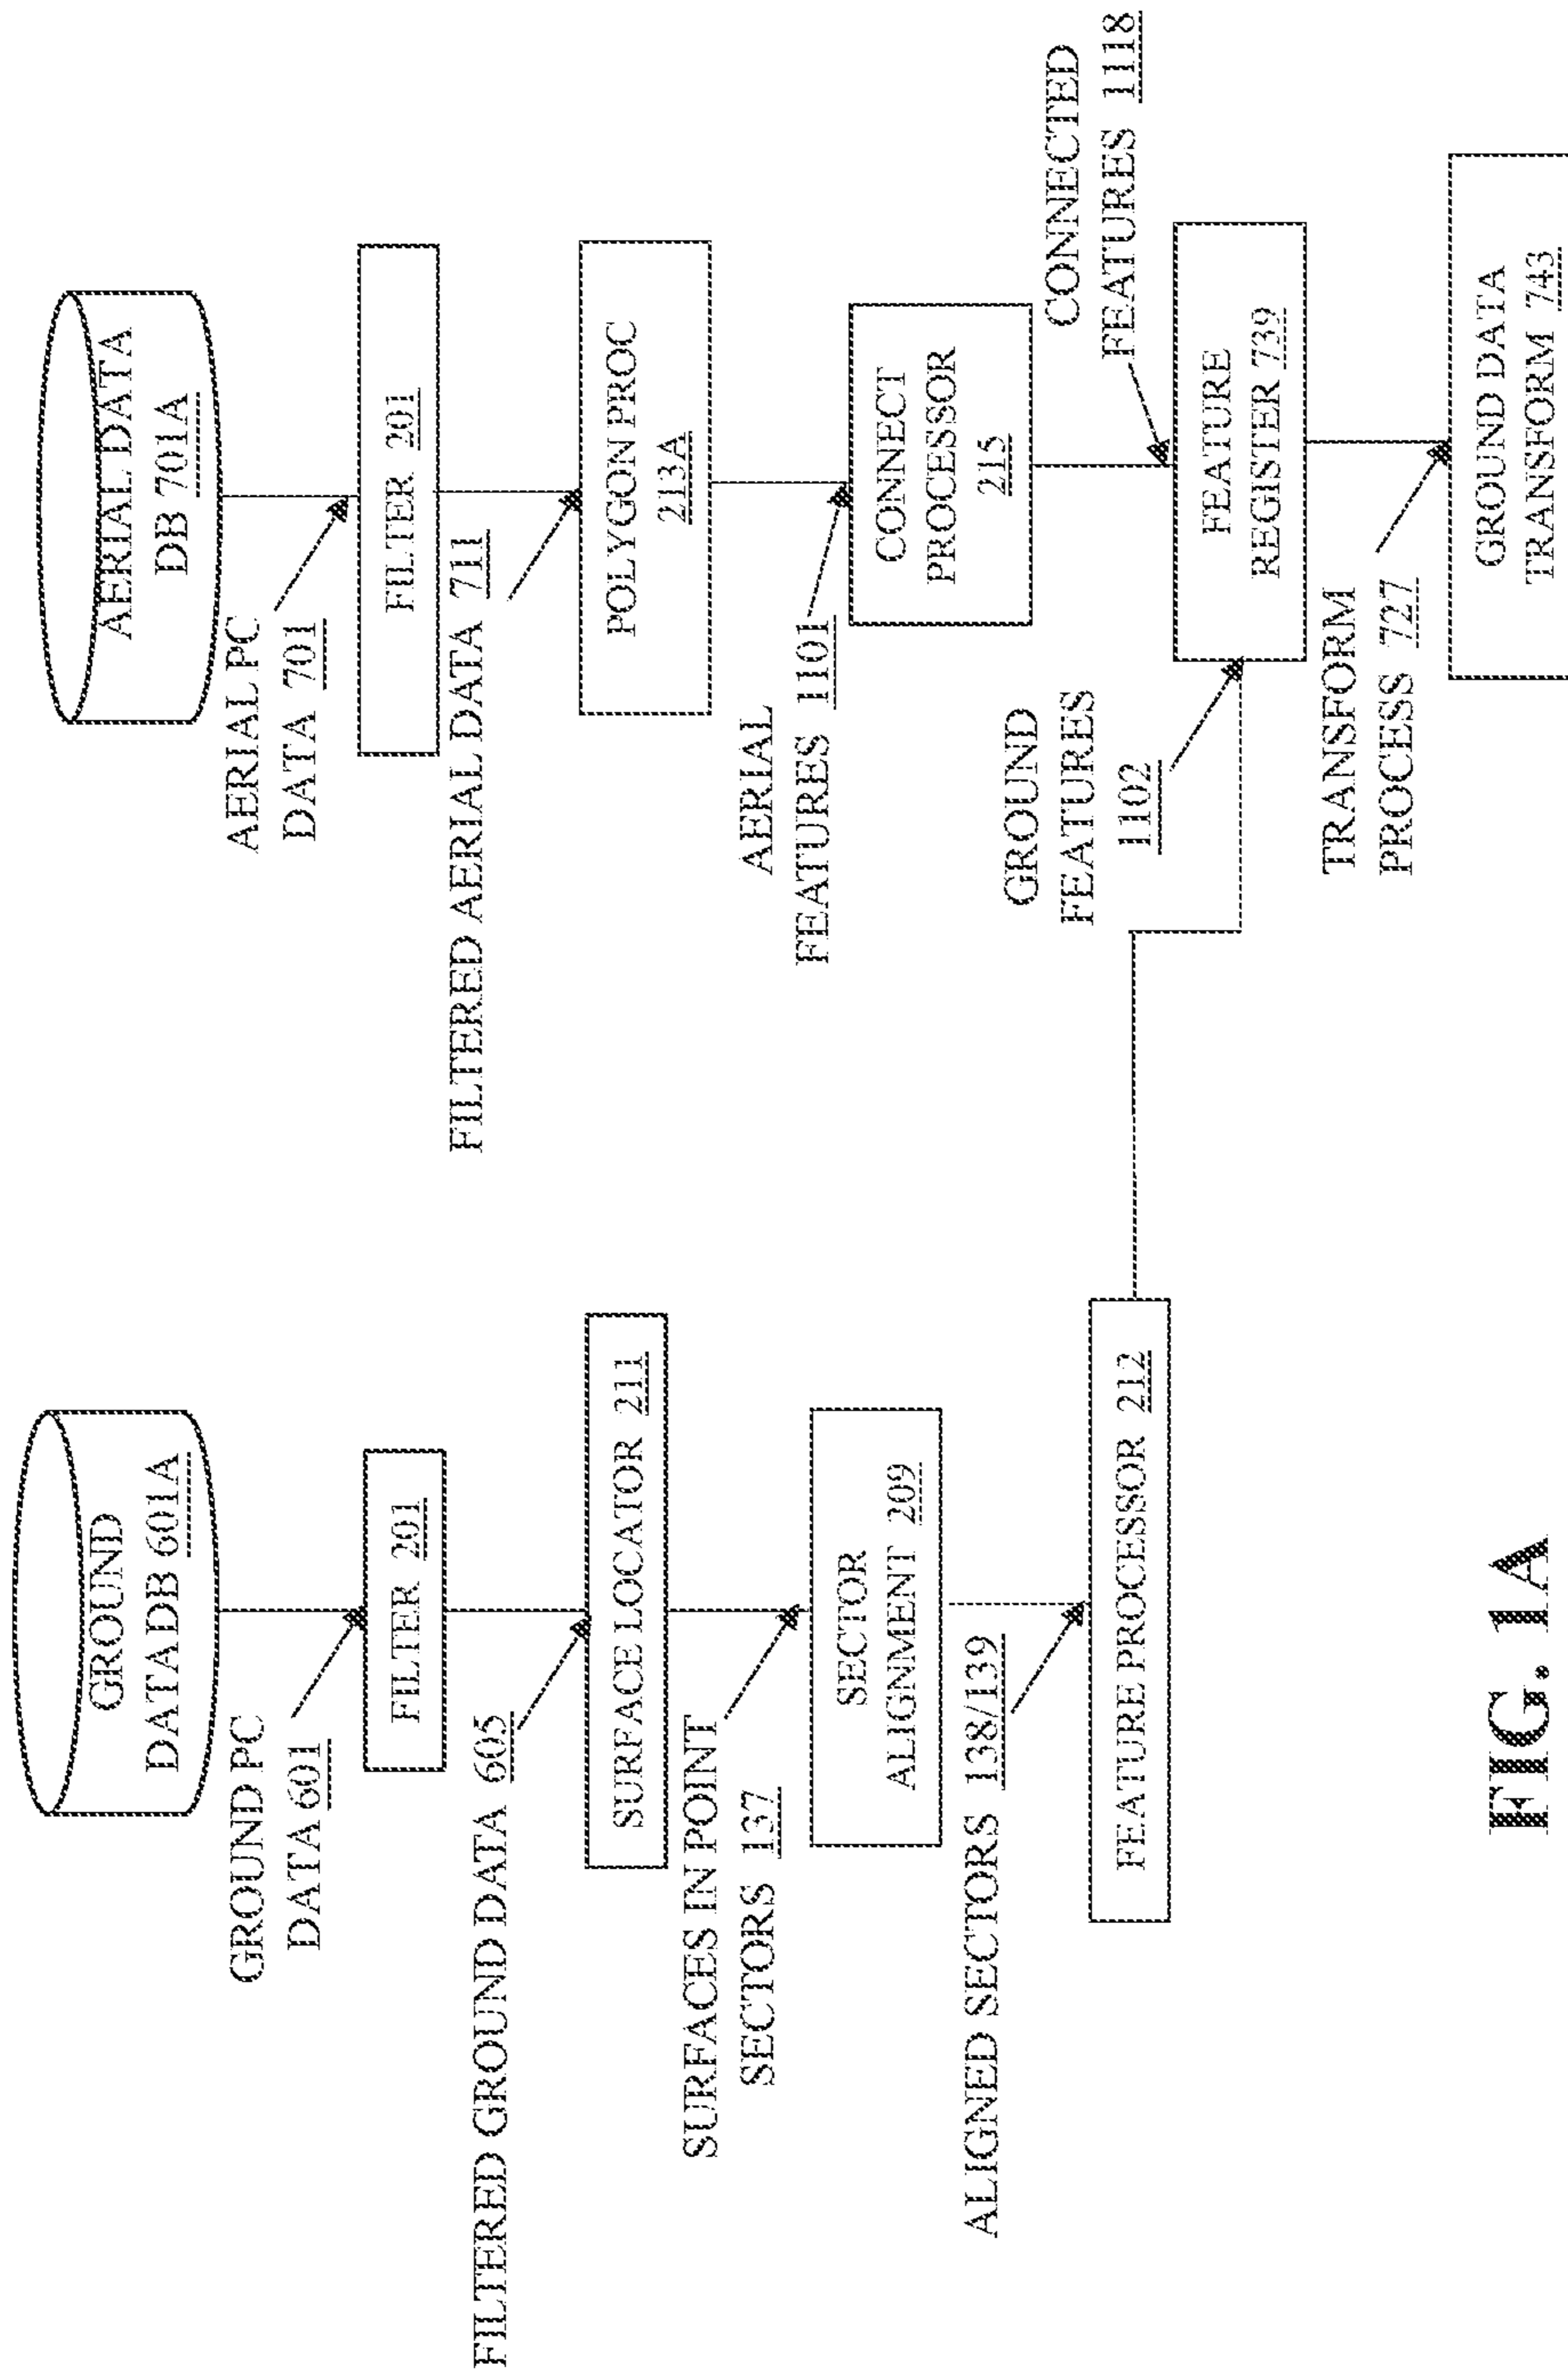 GROUND
DATA DB 601A
GROUND PC
DATA 601
FILTER 201
FILTERED GROUND DATA 605
SURFACE LOCATOR 211
SURFACES IN POINT
SECTORS 137
SECTOR
ALIGNMENT 209
ALIGNED SECTORS 138/139
FEATURE PROCESSOR 212
AERIAL DATA
DB 701A
AERIAL PC
DATA 701
FILTER 201
FILTERED AERIAL DATA 711
POLYGON PROC
213A
AERIAL
FEATURES 1101
CONNECT
PROCESSOR
215
CONNECTED
FEATURES 1118
GROUND
FEATURES
1102
FEATURE
REGISTER 739
TRANSFORM
PROCESS 727
GROUND DATA
TRANSFORM 743
FIG. 1A